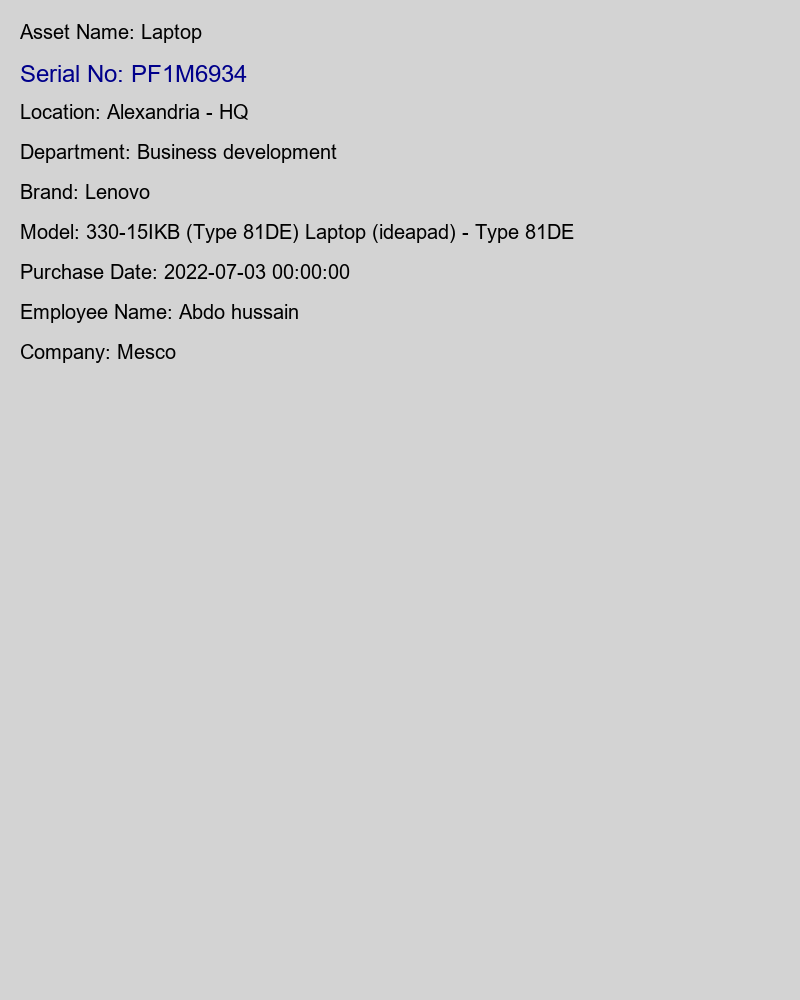 Asset Name: Laptop
Serial No: PF1M6934
Location: Alexandria - HQ
Department: Business development
Brand: Lenovo
Model: 330-15IKB (Type 81DE) Laptop (ideapad) - Type 81DE
Purchase Date: 2022-07-03 00:00:00
Employee Name: Abdo hussain
Company: Mesco